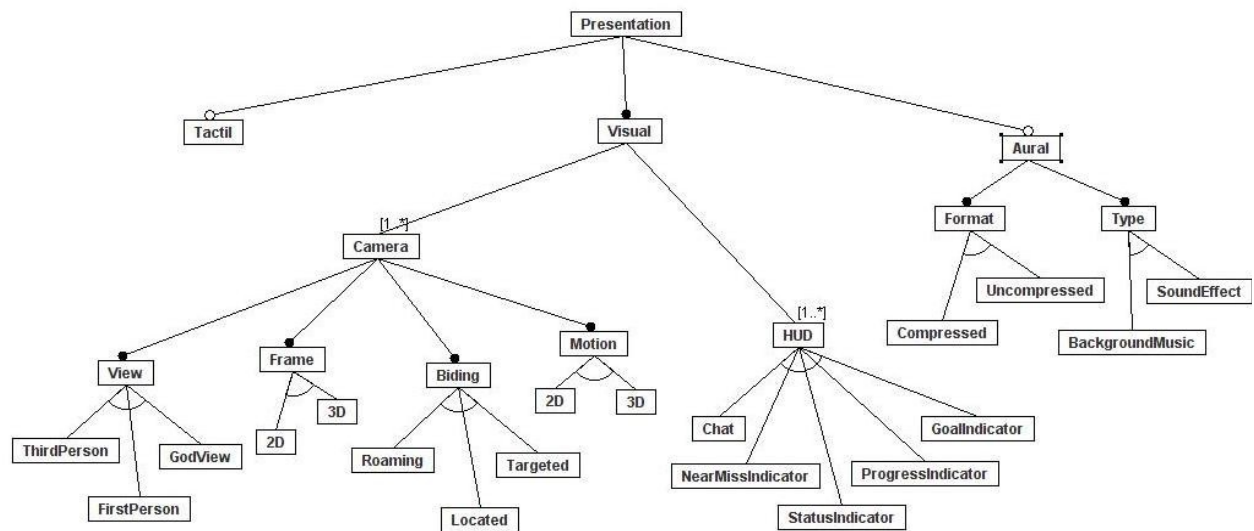 Presentation
Tactil
Visual
Aural
[1..*]
Camera
Format
Type
Uncompressed
SoundEffect
Compressed
BackgroundMusic
[1..*]
HUD
View
Frame
Biding
Motion
2D
3D
2D
3D
ThirdPerson
GodView
FirstPerson
Roaming
Targeted
Located
Chat
GoalIndicator
NearMissIndicator
ProgressIndicator
StatusIndicator